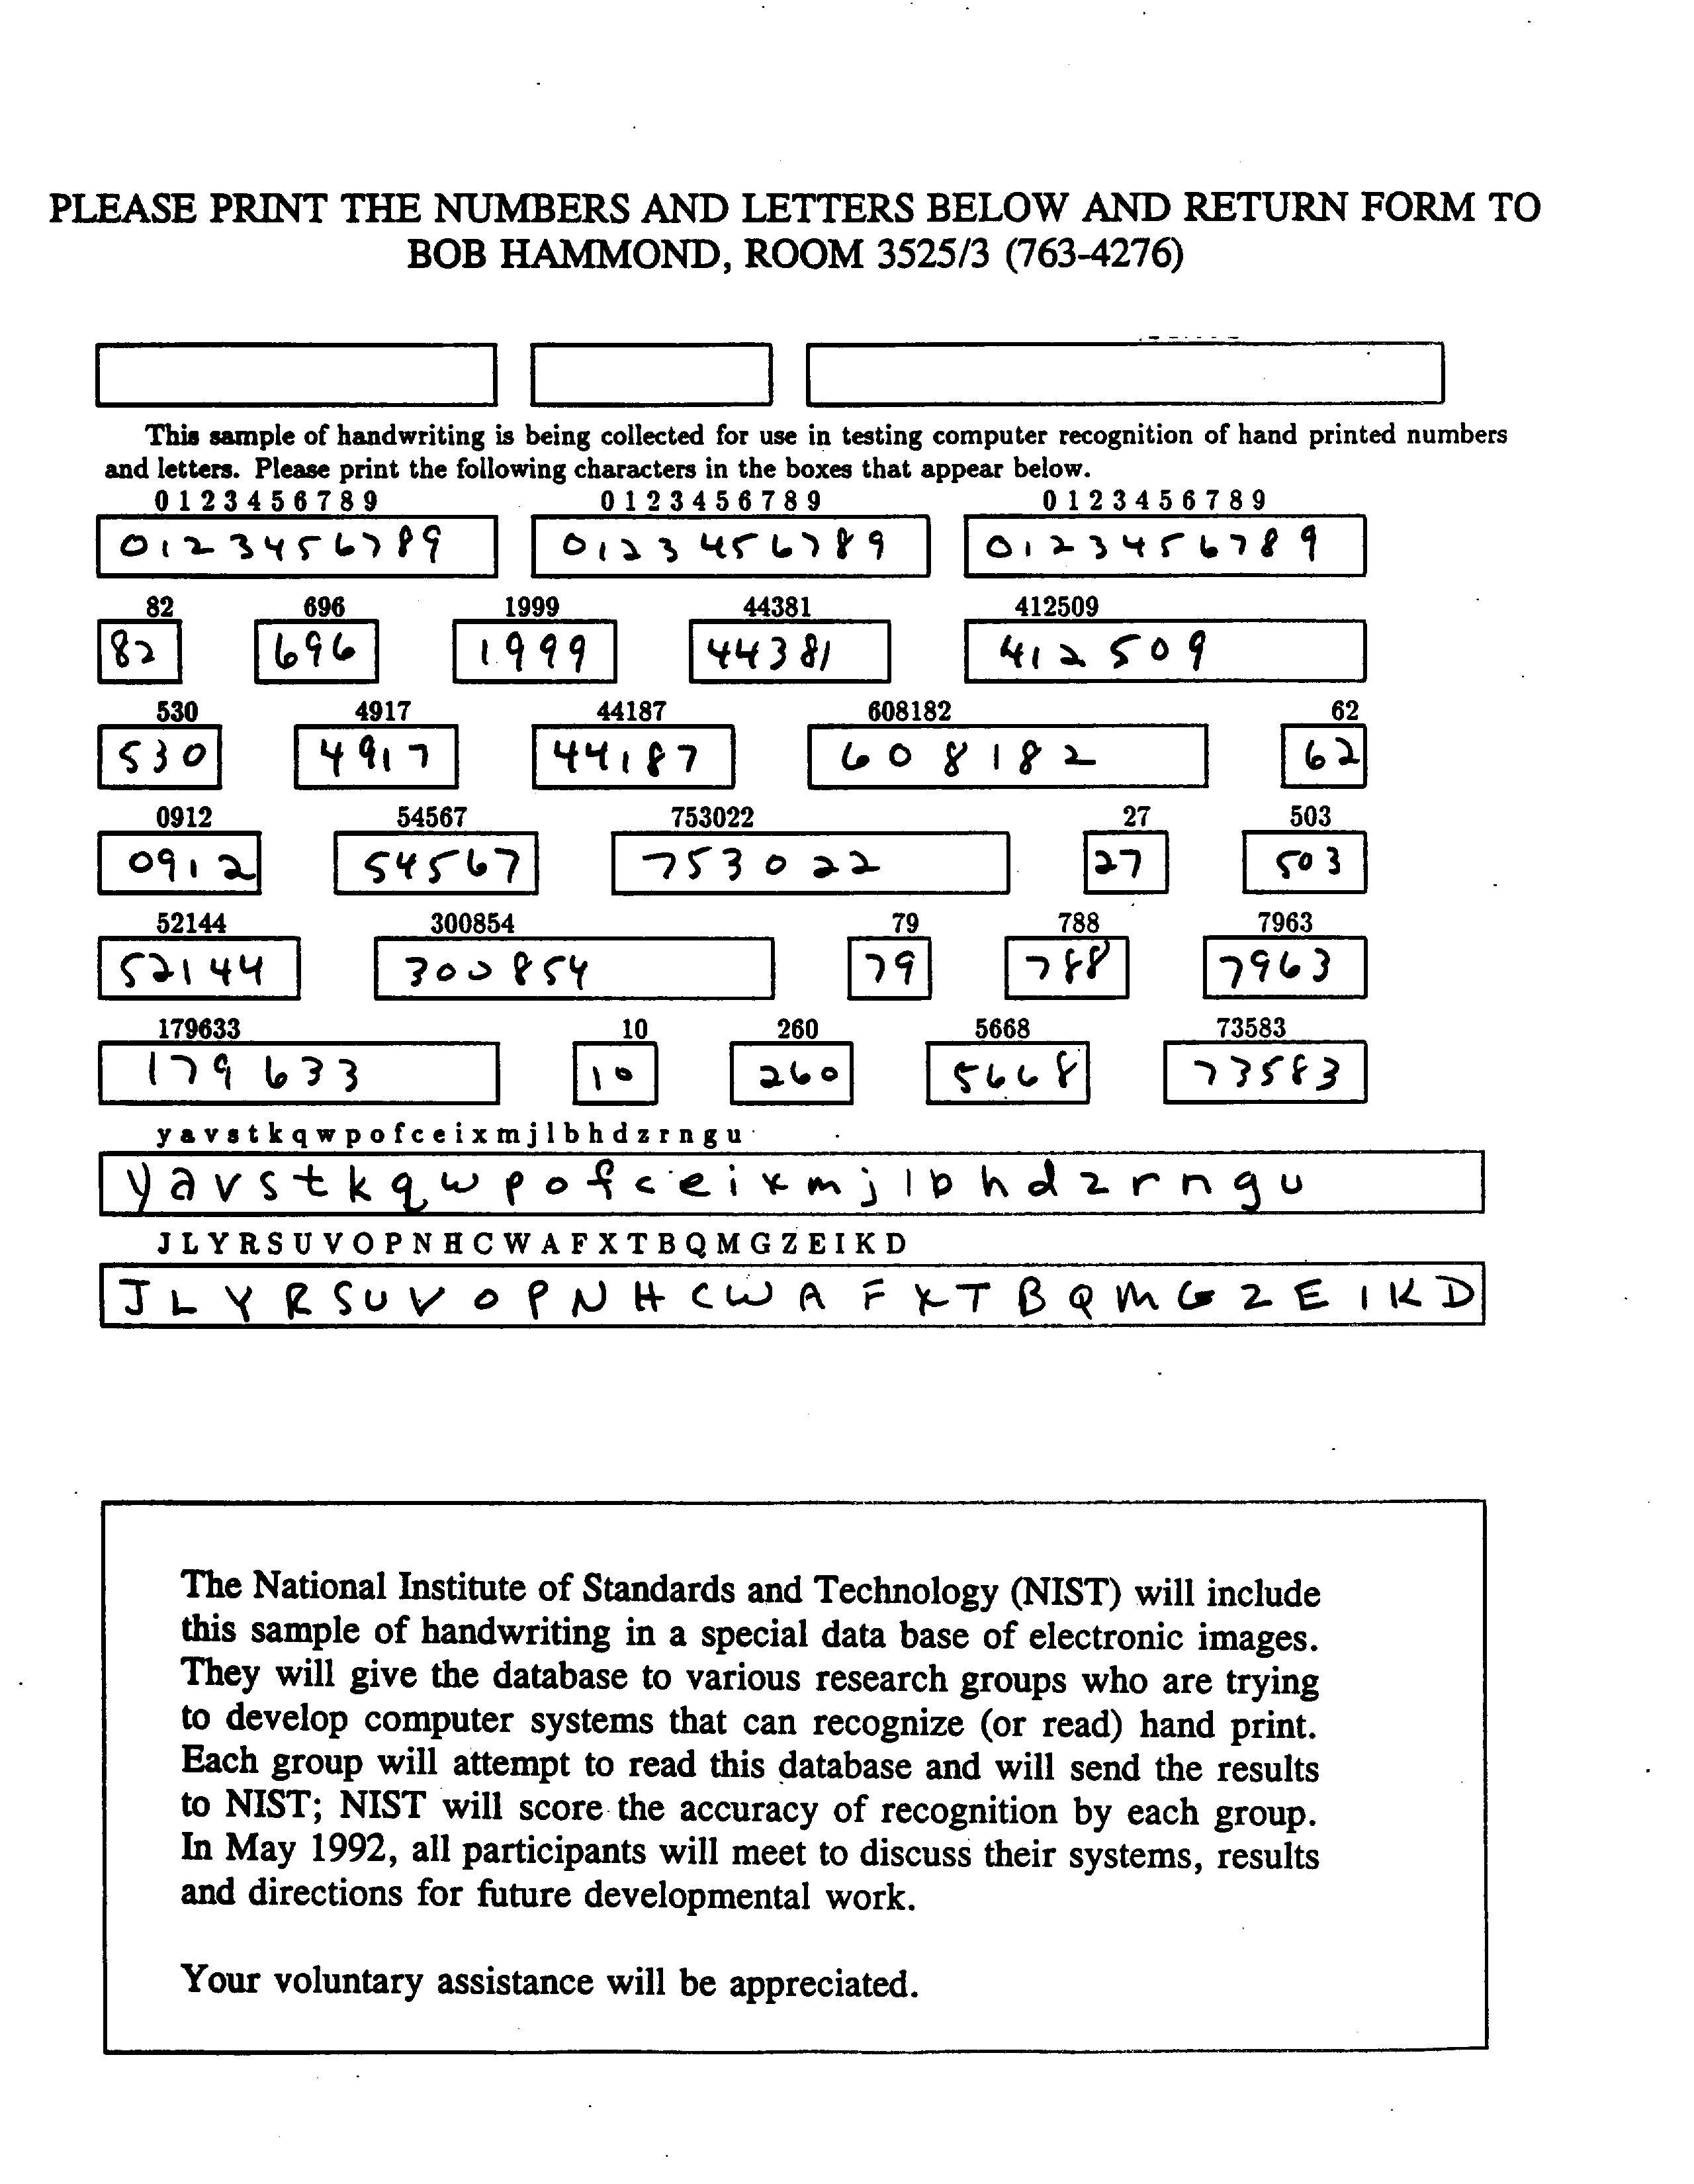 PLEASE PRINT THE NUMBERS AND LETTERS BELOW AND RETURN FORM TO
BOB HAMMOND, ROOM 3525/3 (763-4276)
This sample of handwriting is being collected for use in testing computer recognition of hand printed numbers
and letters. Please print the following characters in the boxes that appear below.
0 1 2 3 4 5 6 7 8 9 0 1 2 3 4 5 6 7 8 9 0 1 2 3 4 5 6 7 8 9
0123456789 0123456789 0123456789
82 696 1999 44381 412509
82 696 1999 44381 412509
530 4917 44187 608182 62
530 4917 44187 608182 62
0912 54567 753022 27 503
0912 54567 753022 27 503
52144 300854 79 788 7963
52144 300854 79 788 7963
179633 10 260 5668 73583
179633 10 260 5668 73583
y a v s t k q w p o f c e i x m j l b h d z r n g u
y a v s t k q w p o f c e i x m j l b h d z r n g u
J L Y R S U V O P N H C W A F X T B Q M G Z E I K D
J L Y R S U V O P N H C W A F X T B Q M G Z E I K D
The National Institute of Standards and Technology (NIST) will include
this sample of handwriting in a special data base of electronic images.
They will give the database to various research groups who are trying
to develop computer systems that can recognize (or read) hand print.
Each group will attempt to read this database and will send the results
to NIST; NIST will score the accuracy of recognition by each group.
In May 1992, all participants will meet to discuss their systems, results
and directions for future developmental work.
Your voluntary assistance will be appreciated.